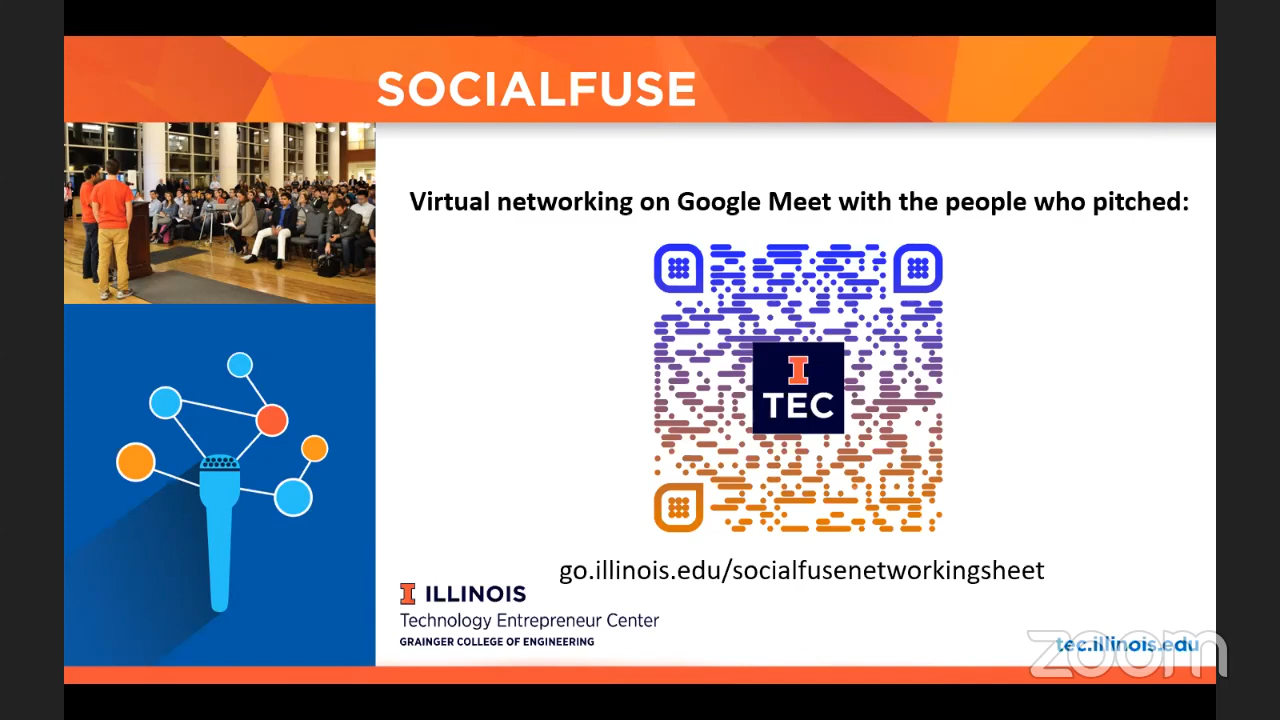 SOCIALFUSE
Virtual networking on Google Meet with the people who pitched:
I
TEC
go.illinois.edu/socialfusenetworkingsheet
I ILLINOIS
Technology Entrepreneur Center
GRAINGER COLLEGE OF ENGINEERING
tec.illinois.edu
zoom